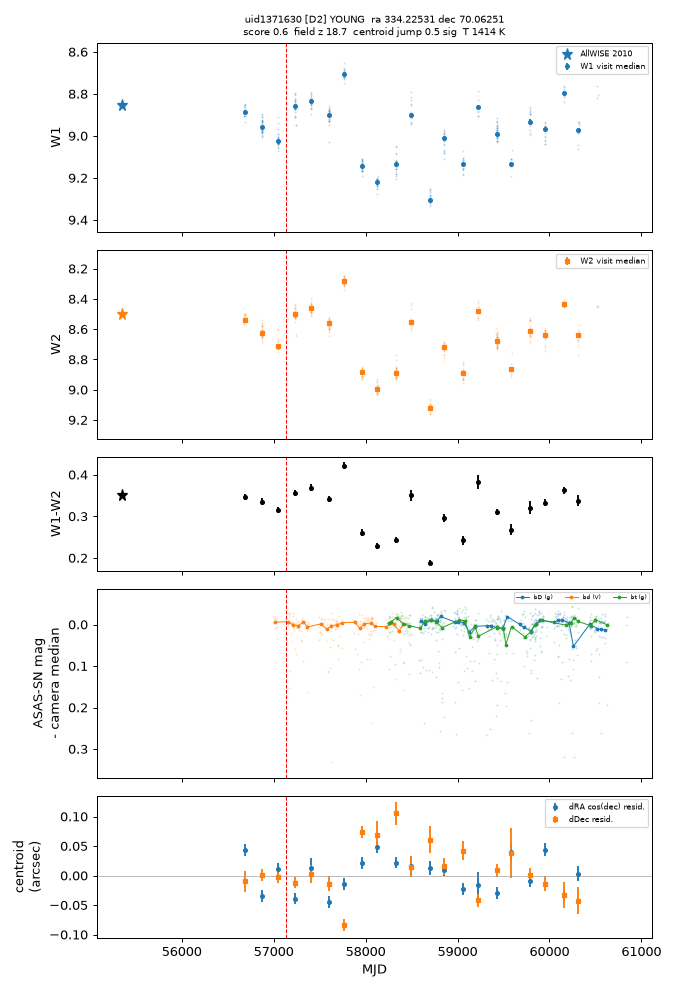 uid1371630 [D2] YOUNG  ra 334.22531 dec 70.06251
score 0.6  field z 18.7  centroid jump 0.5 sig  T 1414 K
AllWISE 2010
W1 visit median
8.6
8.8
9.0
9.2
9.4
W1
W2 visit median
8.2
8.4
8.6
8.8
9.0
9.2
W2
0.4
0.3
0.2
W1-W2
bD (g)
bd (V)
bt (g)
0.0
0.1
0.2
0.3
ASAS-SN mag
- camera median
dRA cos(dec) resid.
dDec resid.
0.10
0.05
0.00
−0.05
−0.10
centroid
(arcsec)
56000
57000
58000
59000
60000
61000
MJD